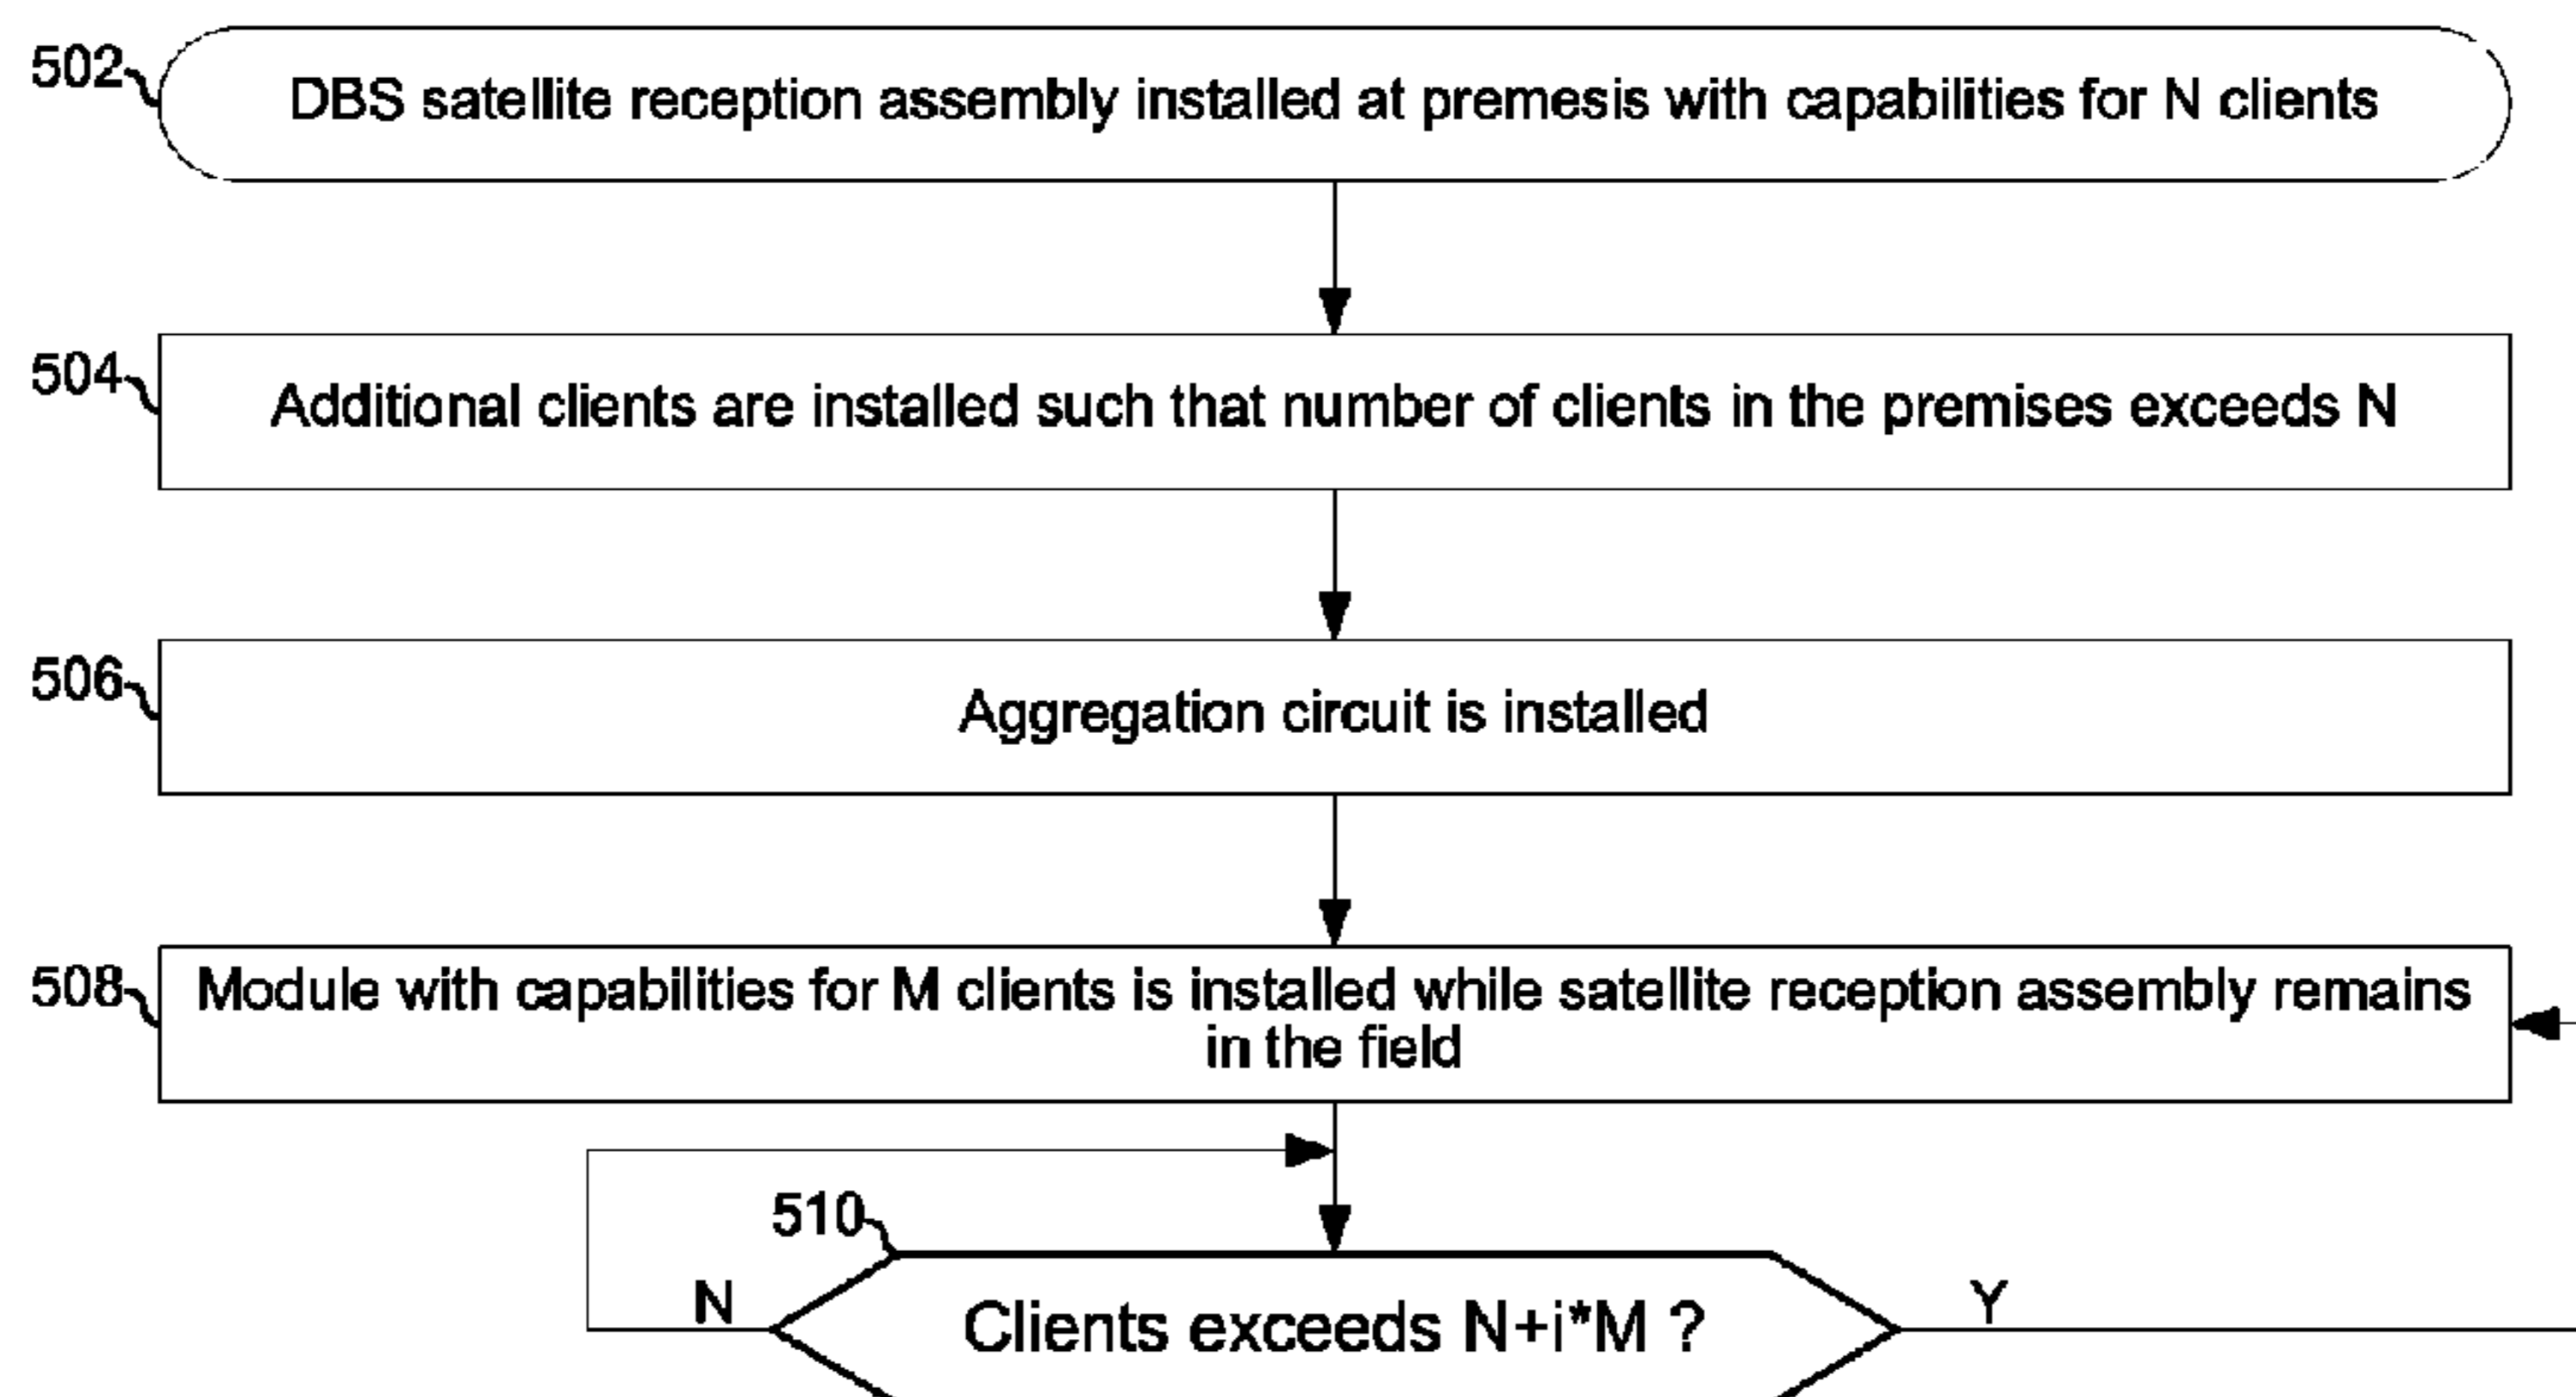 502
DBS satellite reception assembly installed at premesis with capabilities for N clients
504
Additional clients are installed such that number of clients in the premises exceeds N
506
Aggregation circuit is installed
508
Module with capabilities for M clients is installed while satellite reception assembly remains
in the field
510
N
Clients exceeds N+i*M ?
Y